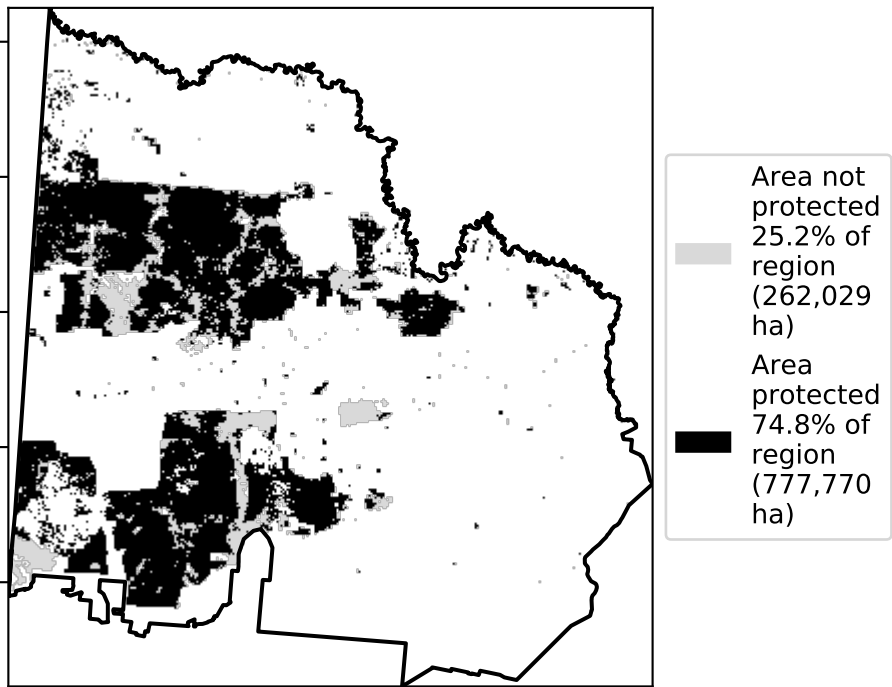 Area not
protected
25.2% of
region
(262,029
ha)
Area
protected
74.8% of
region
(777,770
ha)